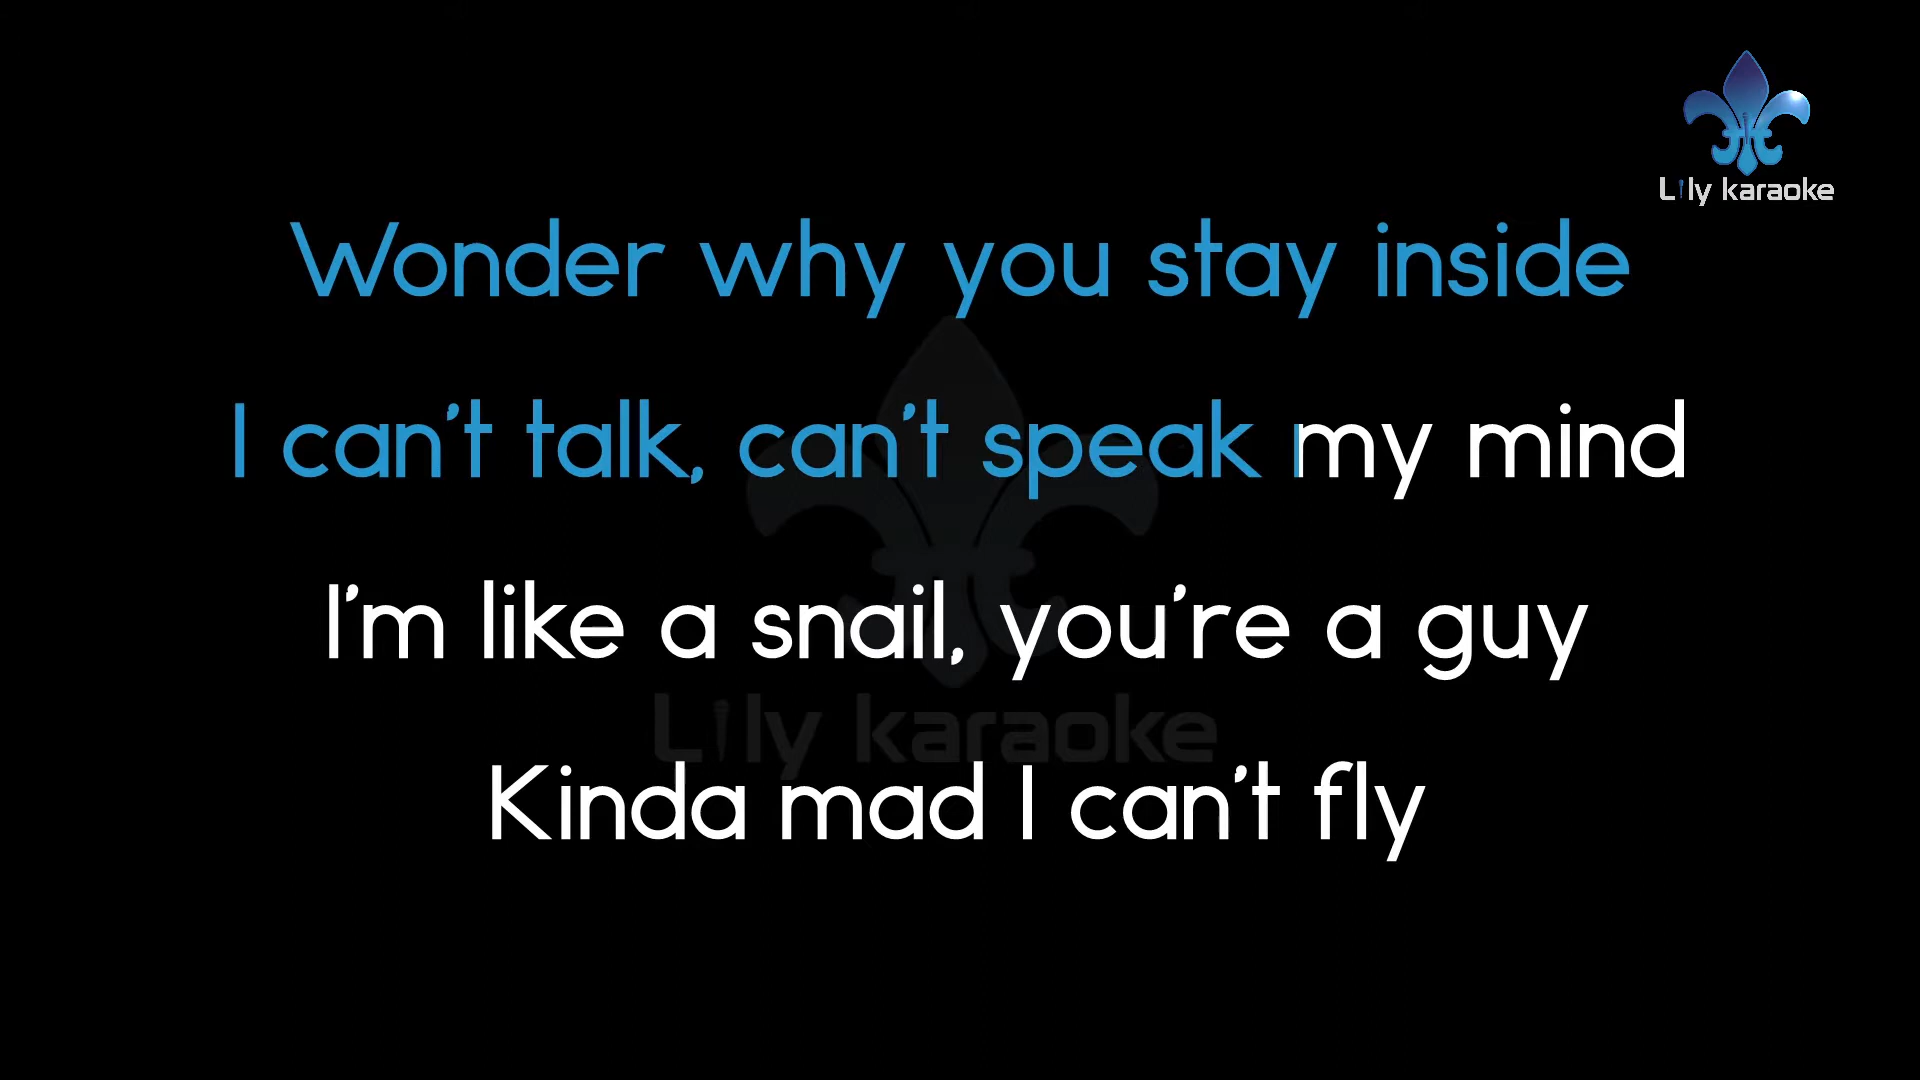 Lily karaoke
Wonder why you stay inside
I can't talk, can't speak my mind
I'm like a snail, you're a guy
Lily karaoke
Kinda mad I can't fly